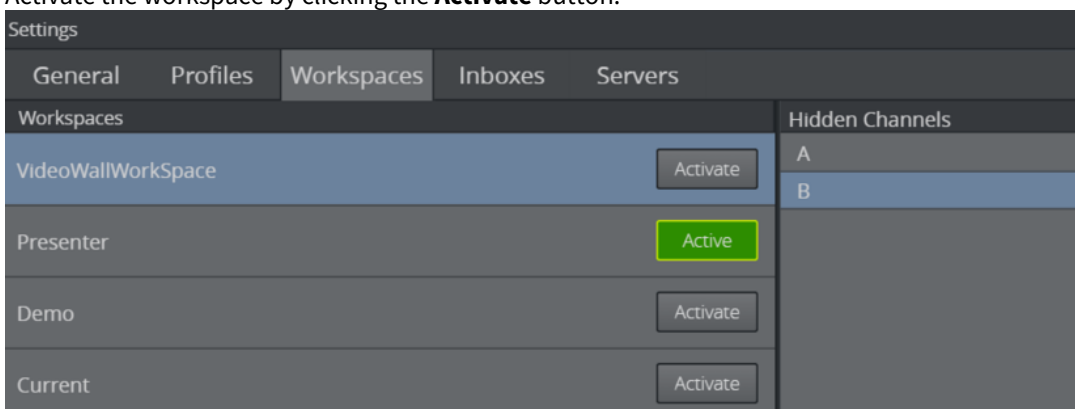 Activate the workspace by clicking the Activate button.
Settings
General Profiles Workspaces Inboxes Servers
Workspaces Hidden Channels
VideoWallWorkSpace Activate
A
B
Presenter Active
Demo Activate
Current Activate